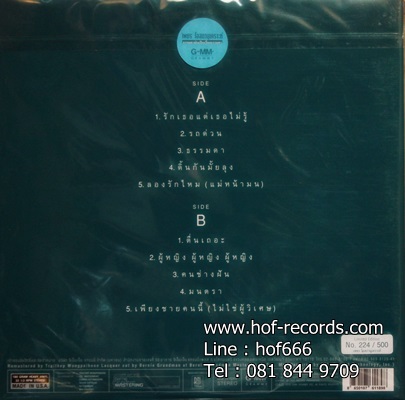 G-MM
SIDE
A
1.รักเธอแต่เธอไม่รู้
2.รถด่วน
3.ธรรมดา
4.ดิ้นกันมั้ยลุง
5.ลองรักไหม (แม่หน้ามน)
SIDE
B
1.ตื่นเถอะ
2.ผู้หญิง ผู้หญิง ผู้หญิง
3.คนช่างฝัน
4.มนตรา
5.เพียงชายคนนี้ (ไม่ใช่ผู้วิเศษ)
www.hof-records.com
No. 224 / 500
Line : hof666
MADE IN U.S.A.
STEREO
Tel : 081 844 9709